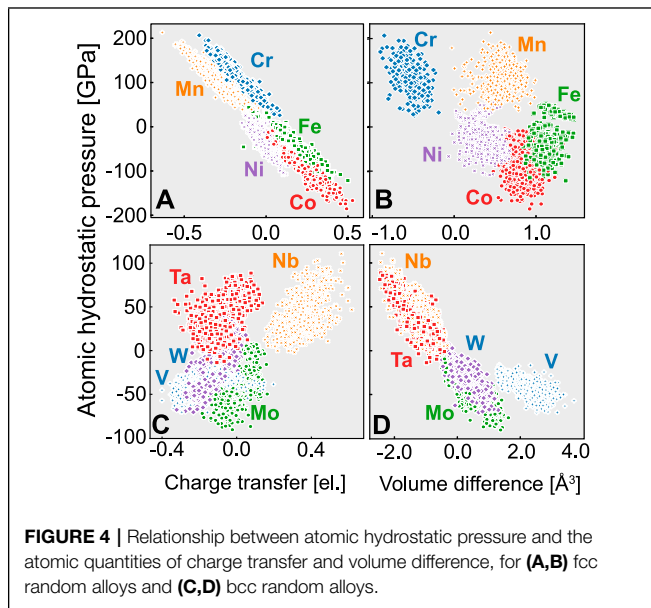 Atomic hydrostatic pressure [GPa]
200
100
0
-100
-200
Cr
Mn
Fe
Ni
Co
A
-0.5
0.0
0.5
Cr
Mn
Fe
Ni
Co
B
-1.0
0.0
1.0
100
50
0
-50
-100
Nb
Ta
W
V
Mo
C
-0.4
0.0
0.4
Charge transfer [el.]
Nb
Ta
W
V
Mo
D
-2.0
0.0
2.0
4.0
Volume difference [Å³]
FIGURE 4 | Relationship between atomic hydrostatic pressure and the
atomic quantities of charge transfer and volume difference, for (A,B) fcc
random alloys and (C,D) bcc random alloys.